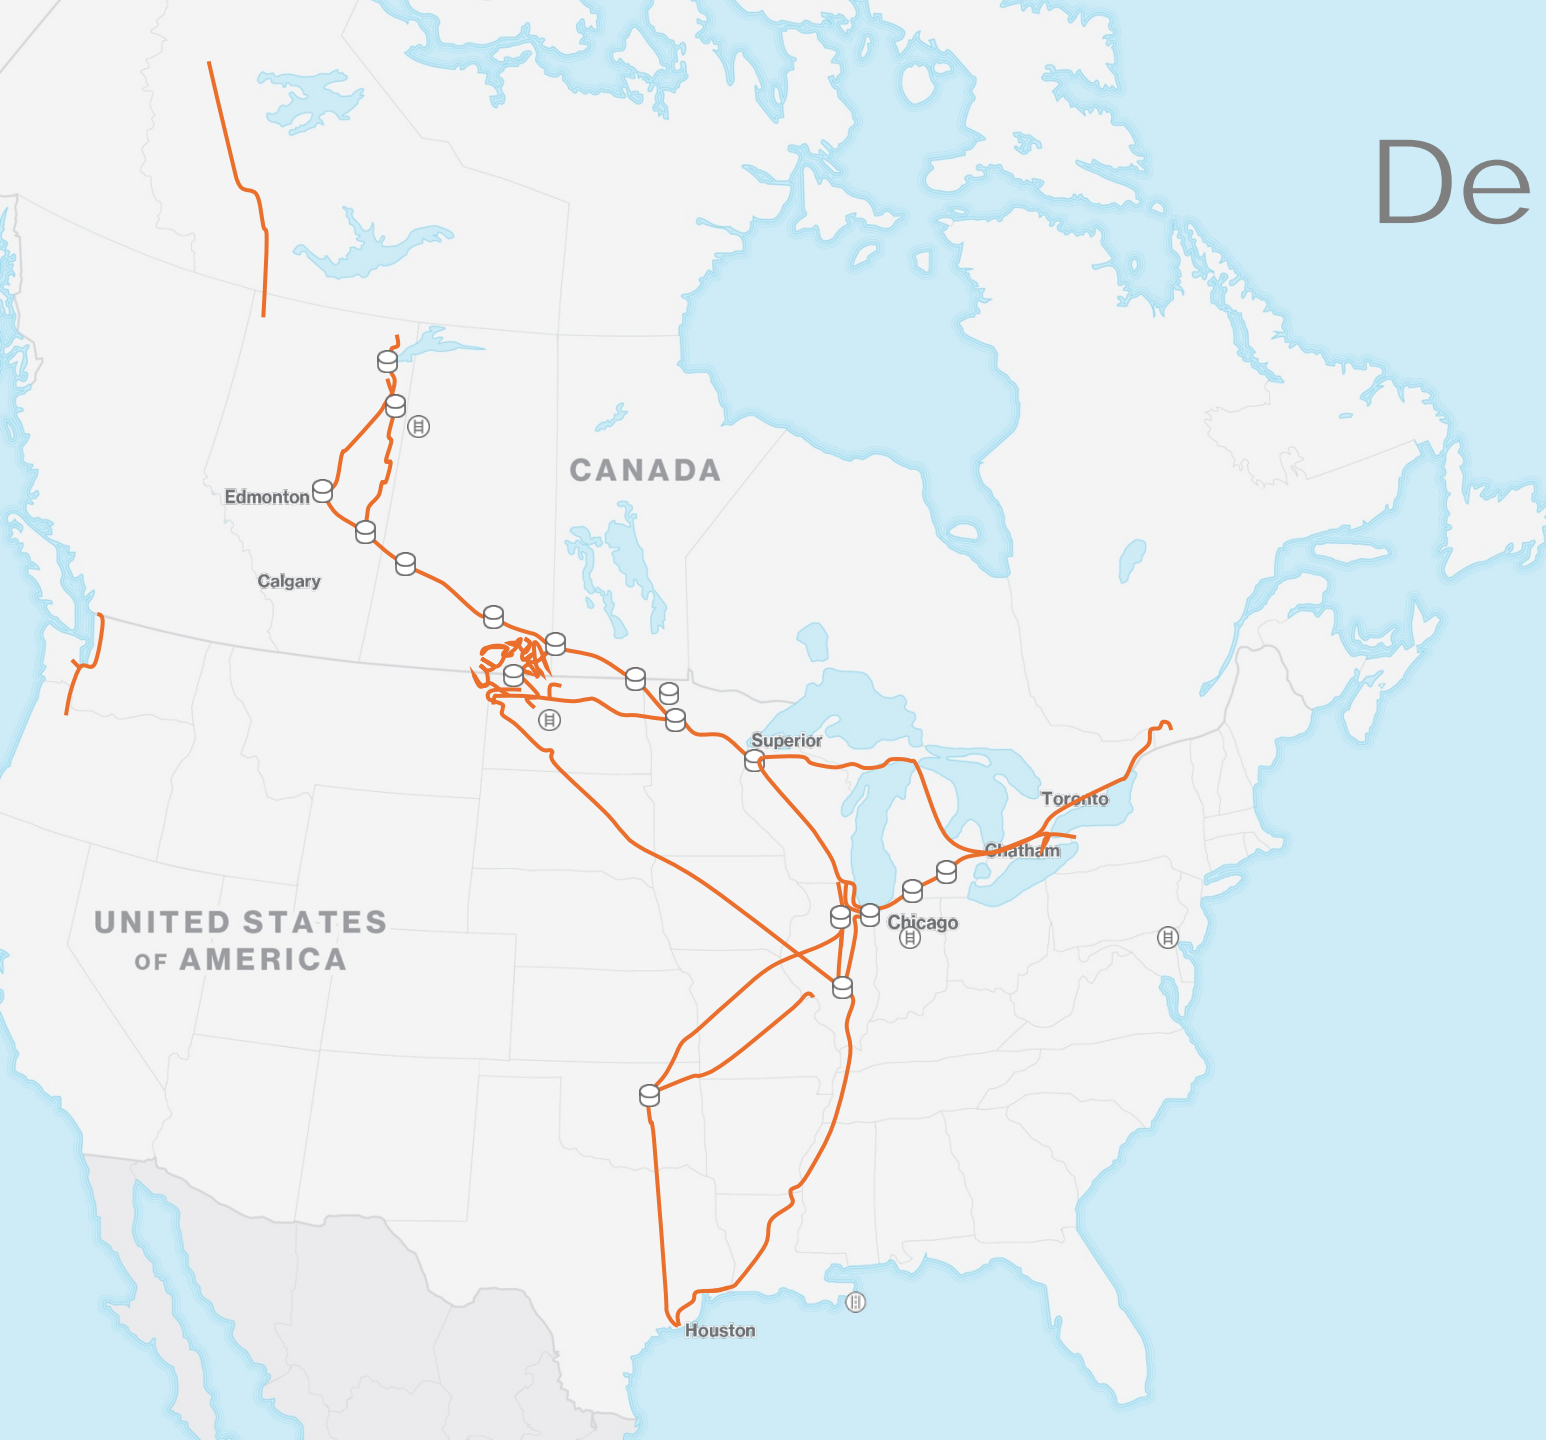 De
CANADA
Edmonton
Calgary
Superior
Toronto
Chatham
UNITED STATES
OF AMERICA
Chicago
Houston